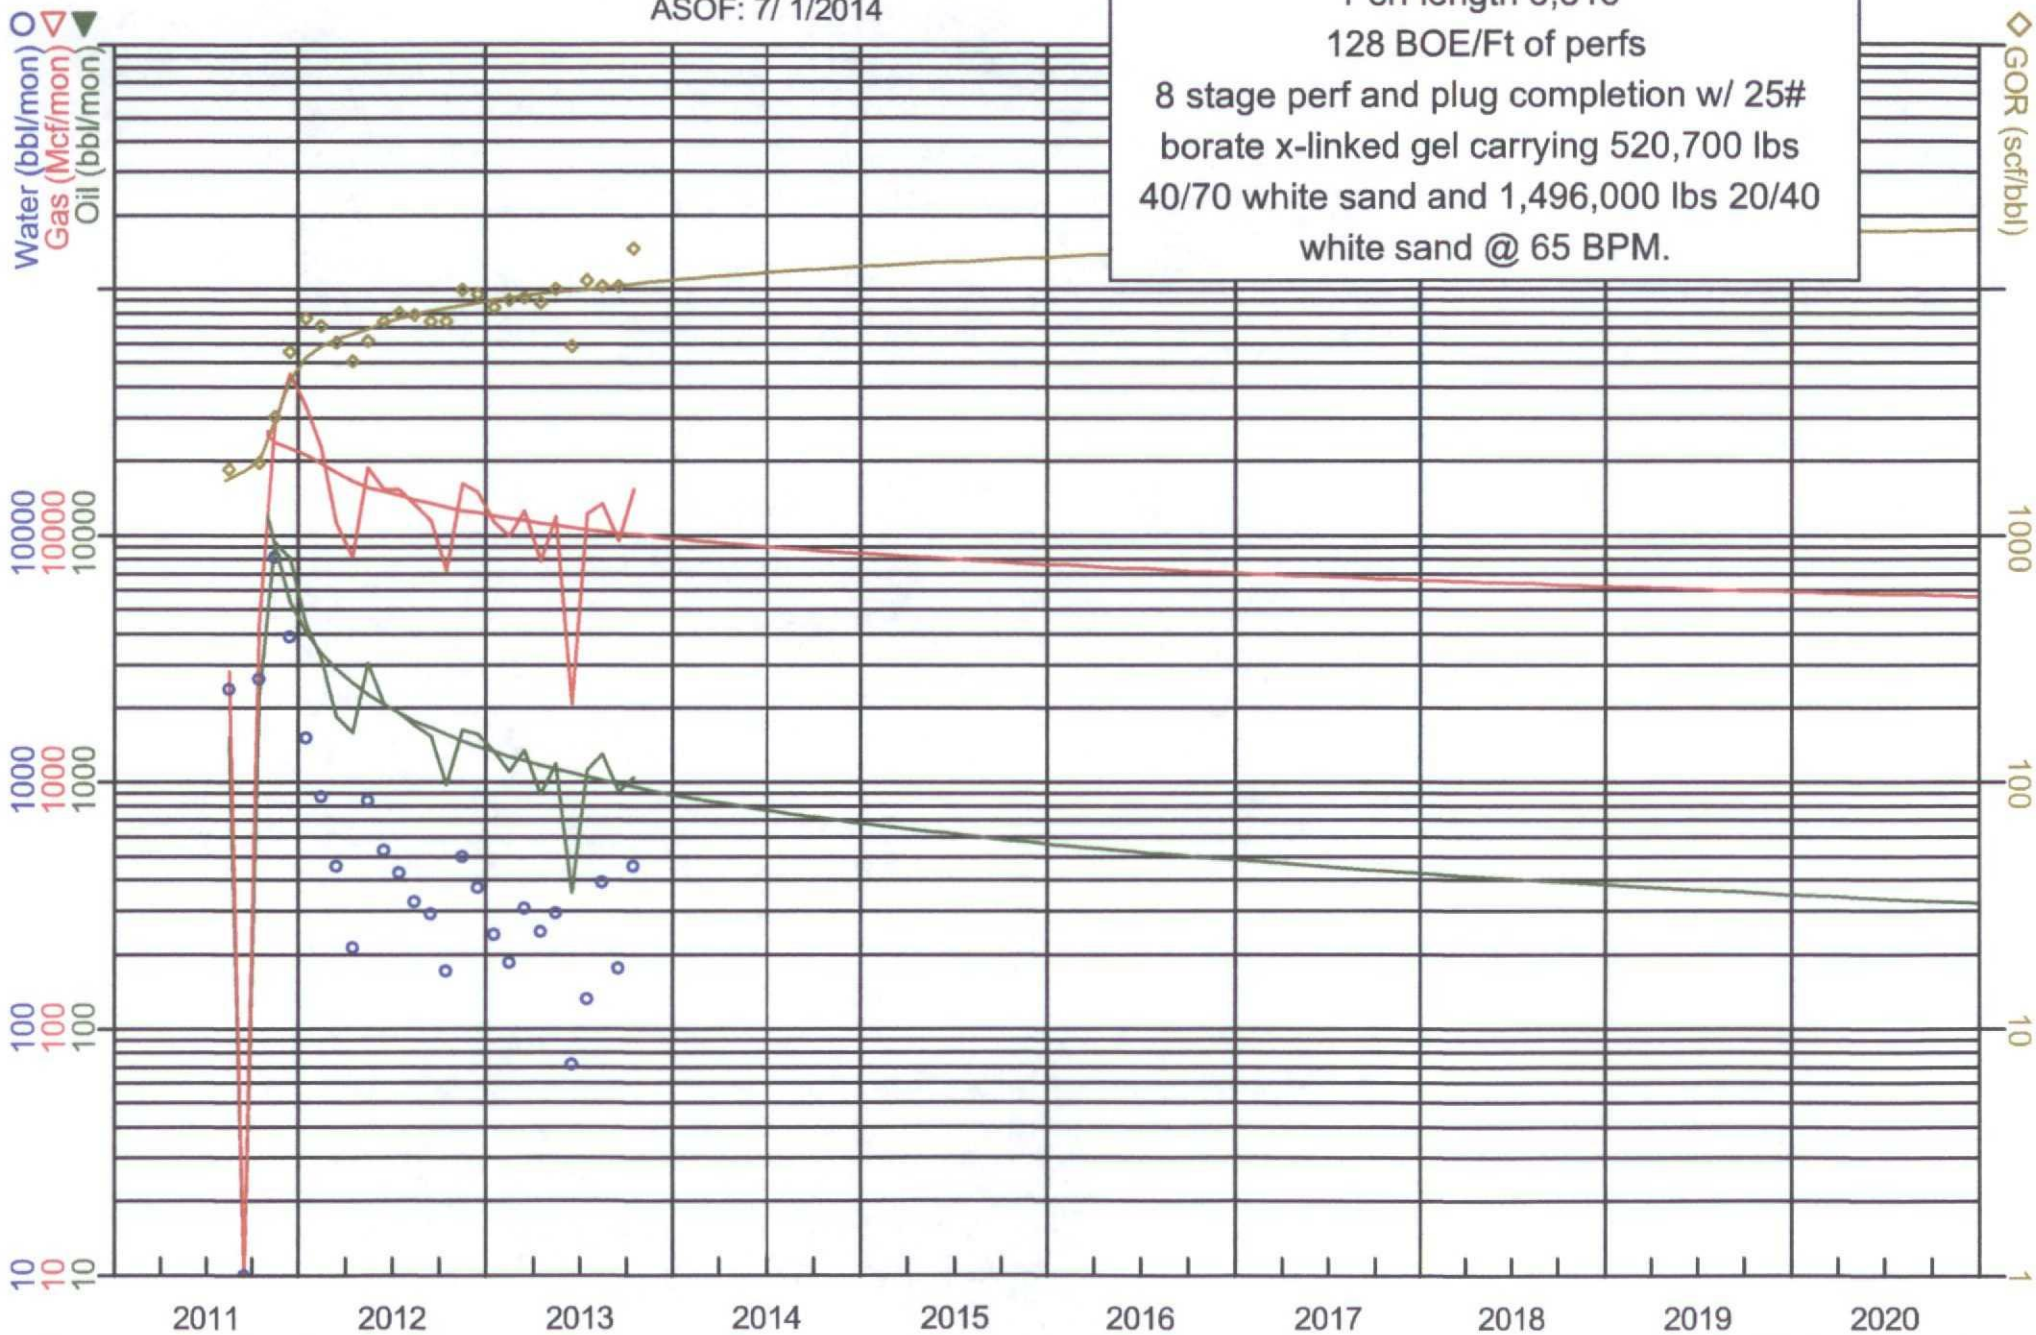 ASOF: 7/ 1/2014
128 BOE/Ft of perfs
8 stage perf and plug completion w/ 25#
borate x-linked gel carrying 520,700 lbs
40/70 white sand and 1,496,000 lbs 20/40
white sand @ 65 BPM.
Water (bbl/mon)
Gas (Mcf/mon)
Oil (bbl/mon)
GOR (scf/bbl)
10000
10000
10000
1000
1000
1000
1000
100
100
100
100
10
10
10
10
1
2011 2012 2013 2014 2015 2016 2017 2018 2019 2020